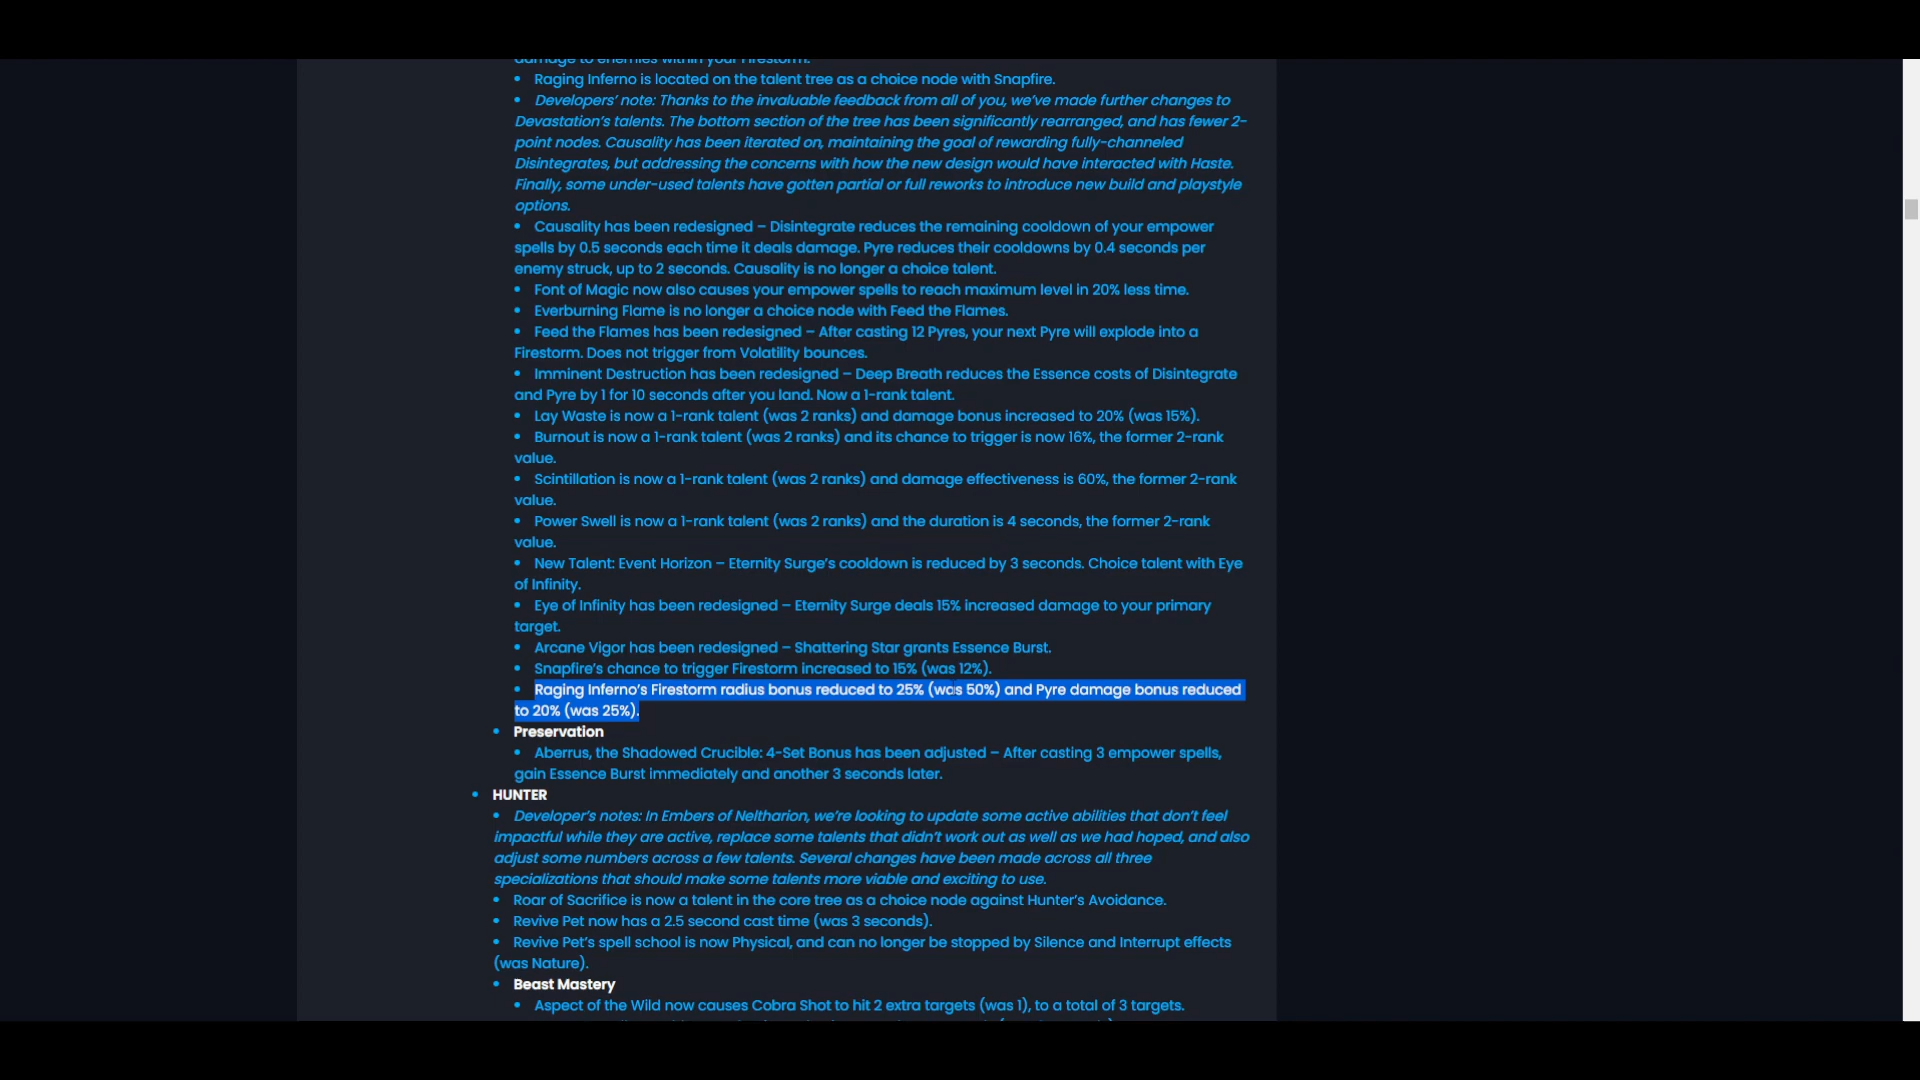 damage to enemies within your Firestorm.
• Raging Inferno is located on the talent tree as a choice node with Snapfire.
• Developers’ note: Thanks to the invaluable feedback from all of you, we’ve made further changes to
Devastation’s talents. The bottom section of the tree has been significantly rearranged, and has fewer 2-
point nodes. Causality has been iterated on, maintaining the goal of rewarding fully-channeled
Disintegrates, but addressing the concerns with how the new design would have interacted with Haste.
Finally, some under-used talents have gotten partial or full reworks to introduce new build and playstyle
options.
• Causality has been redesigned – Disintegrate reduces the remaining cooldown of your empower
spells by 0.5 seconds each time it deals damage. Pyre reduces their cooldowns by 0.4 seconds per
enemy struck, up to 2 seconds. Causality is no longer a choice talent.
• Font of Magic now also causes your empower spells to reach maximum level in 20% less time.
• Everburning Flame is no longer a choice node with Feed the Flames.
• Feed the Flames has been redesigned – After casting 12 Pyres, your next Pyre will explode into a
Firestorm. Does not trigger from Volatility bounces.
• Imminent Destruction has been redesigned – Deep Breath reduces the Essence costs of Disintegrate
and Pyre by 1 for 10 seconds after you land. Now a 1-rank talent.
• Lay Waste is now a 1-rank talent (was 2 ranks) and damage bonus increased to 20% (was 15%).
• Burnout is now a 1-rank talent (was 2 ranks) and its chance to trigger is now 16%, the former 2-rank
value.
• Scintillation is now a 1-rank talent (was 2 ranks) and damage effectiveness is 60%, the former 2-rank
value.
• Power Swell is now a 1-rank talent (was 2 ranks) and the duration is 4 seconds, the former 2-rank
value.
• New Talent: Event Horizon – Eternity Surge’s cooldown is reduced by 3 seconds. Choice talent with Eye
of Infinity.
• Eye of Infinity has been redesigned – Eternity Surge deals 15% increased damage to your primary
target.
• Arcane Vigor has been redesigned – Shattering Star grants Essence Burst.
• Snapfire’s chance to trigger Firestorm increased to 15% (was 12%).
• Raging Inferno’s Firestorm radius bonus reduced to 25% (was 50%) and Pyre damage bonus reduced
to 20% (was 25%).
• Preservation
• Aberrus, the Shadowed Crucible: 4-Set Bonus has been adjusted – After casting 3 empower spells,
gain Essence Burst immediately and another 3 seconds later.
• HUNTER
• Developer’s notes: In Embers of Neltharion, we’re looking to update some active abilities that don’t feel
impactful while they are active, replace some talents that didn’t work out as well as we had hoped, and also
adjust some numbers across a few talents. Several changes have been made across all three
specializations that should make some talents more viable and exciting to use.
• Roar of Sacrifice is now a talent in the core tree as a choice node against Hunter’s Avoidance.
• Revive Pet now has a 2.5 second cast time (was 3 seconds).
• Revive Pet’s spell school is now Physical, and can no longer be stopped by Silence and Interrupt effects
(was Nature).
• Beast Mastery
• Aspect of the Wild now causes Cobra Shot to hit 2 extra targets (was 1), to a total of 3 targets.